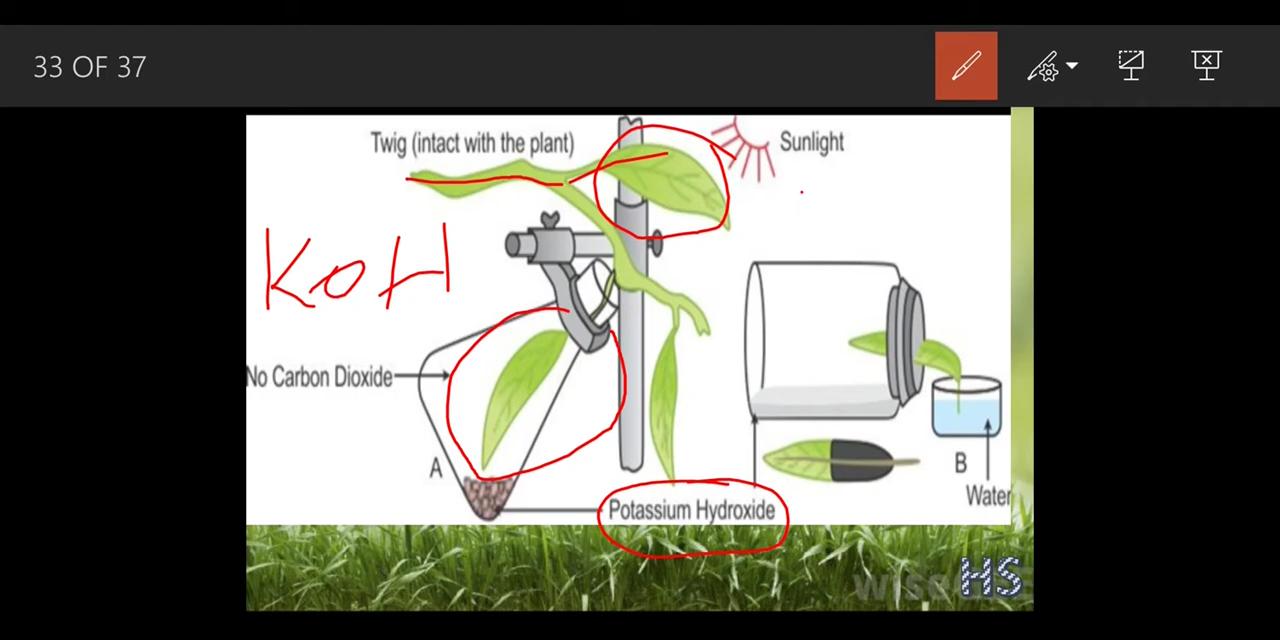 33 OF 37
Twig (intact with the plant)
Sunlight
KOH
No Carbon Dioxide
A
B
Potassium Hydroxide
Water
HS